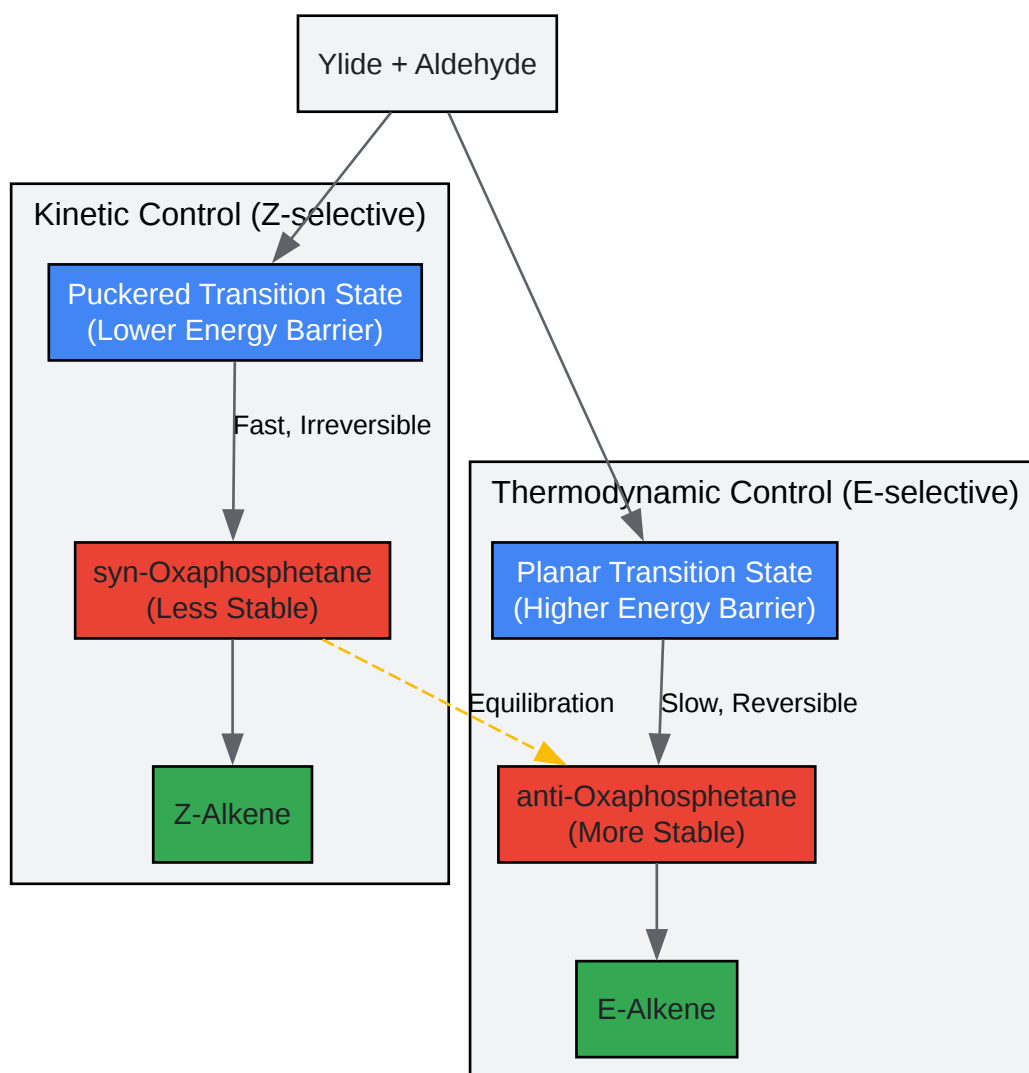 Ylide + Aldehyde
Kinetic Control (Z-selective)
Puckered Transition State
(Lower Energy Barrier)
Fast, Irreversible
syn-Oxaphosphetane
(Less Stable)
Z-Alkene
Equilibration
Thermodynamic Control (E-selective)
Planar Transition State
(Higher Energy Barrier)
Slow, Reversible
anti-Oxaphosphetane
(More Stable)
E-Alkene